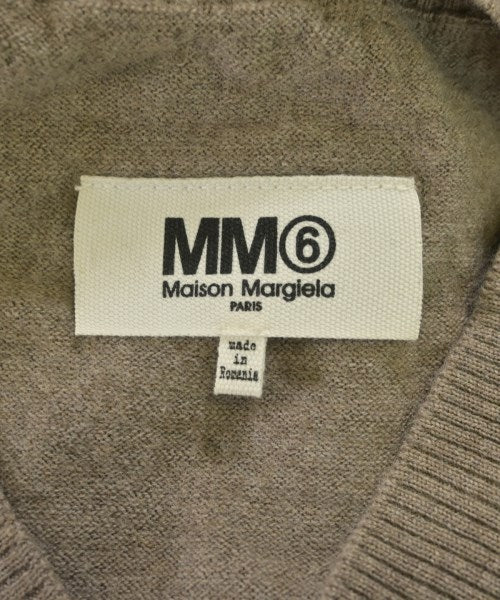 MM⑥
Maison Margiela
PARIS
made
in
Romania